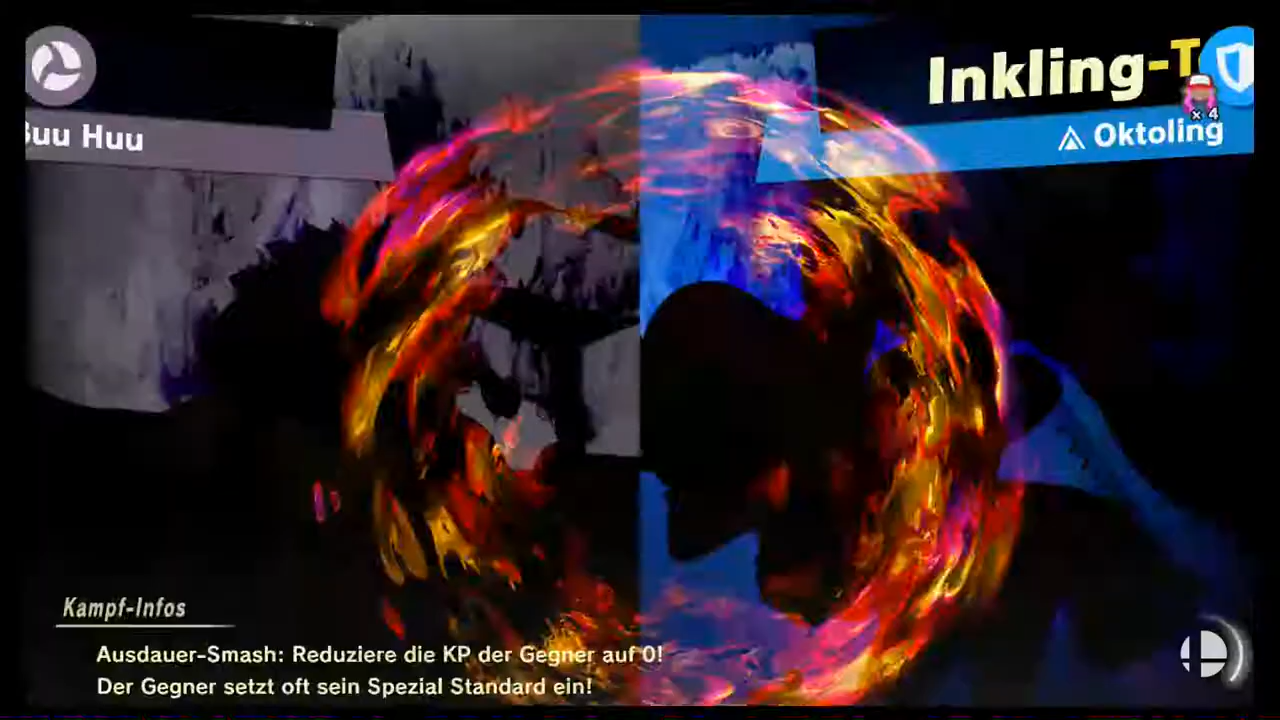 Inkling-T
× 4
Buu Huu
Oktoling
Kampf-Infos
Ausdauer-Smash: Reduziere die KP der Gegner auf 0!
Der Gegner setzt oft sein Spezial Standard ein!